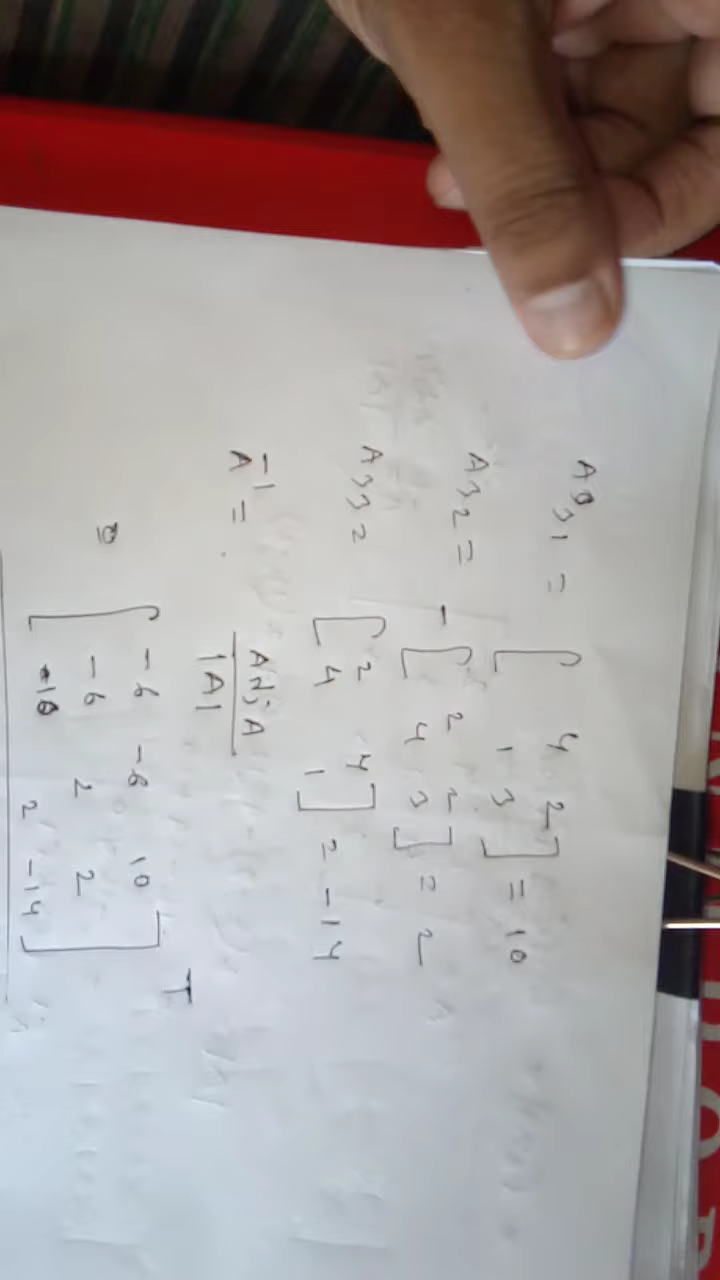 A31 = [ 4 2
1 3 ] = 10
A32 = - [ 2 2
4 3 ] = 2
A33 = [ 2 4
4 1 ] = -14
A-1 = Adj A
|A|
= [ -6 -6 10 ] T
-6 2 2
-10 2 -14